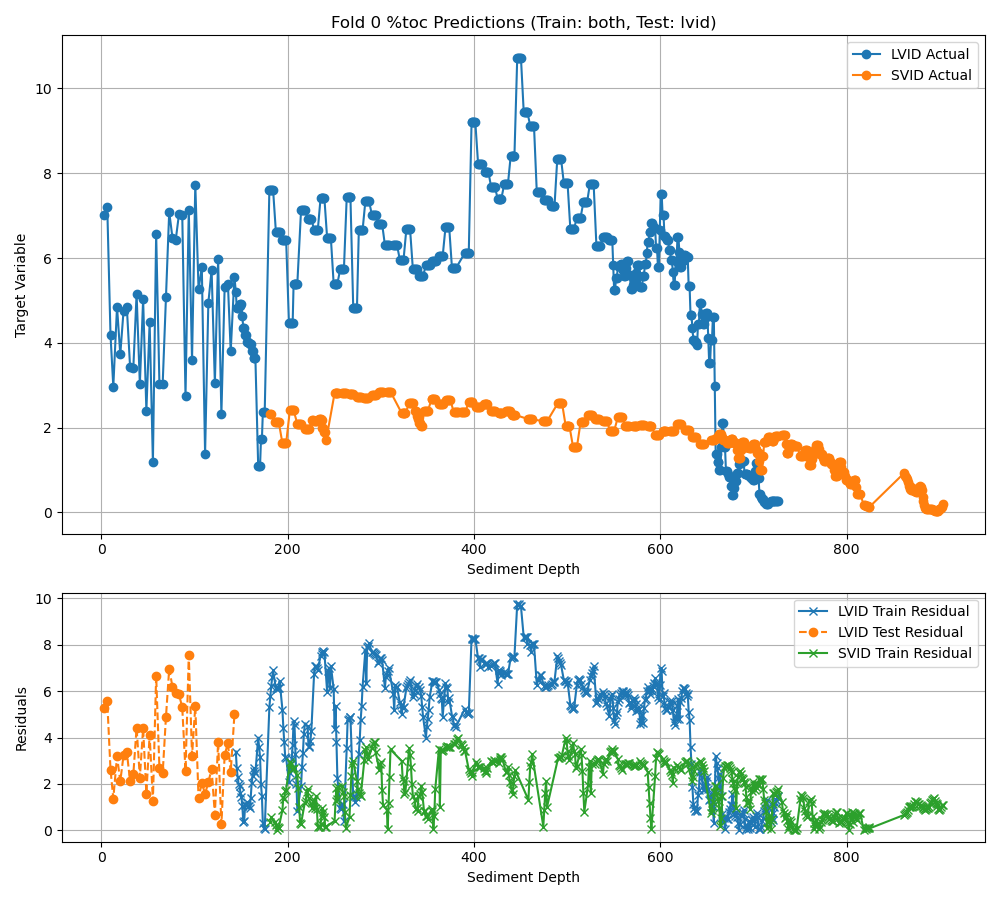 Fold 0 %toc Predictions (Train: both, Test: lvid)
LVID Actual
SVID Actual
Target Variable
10
8
6
4
2
0
0 200 400 600 800
Sediment Depth
LVID Train Residual
LVID Test Residual
SVID Train Residual
Residuals
10
8
6
4
2
0
0 200 400 600 800
Sediment Depth